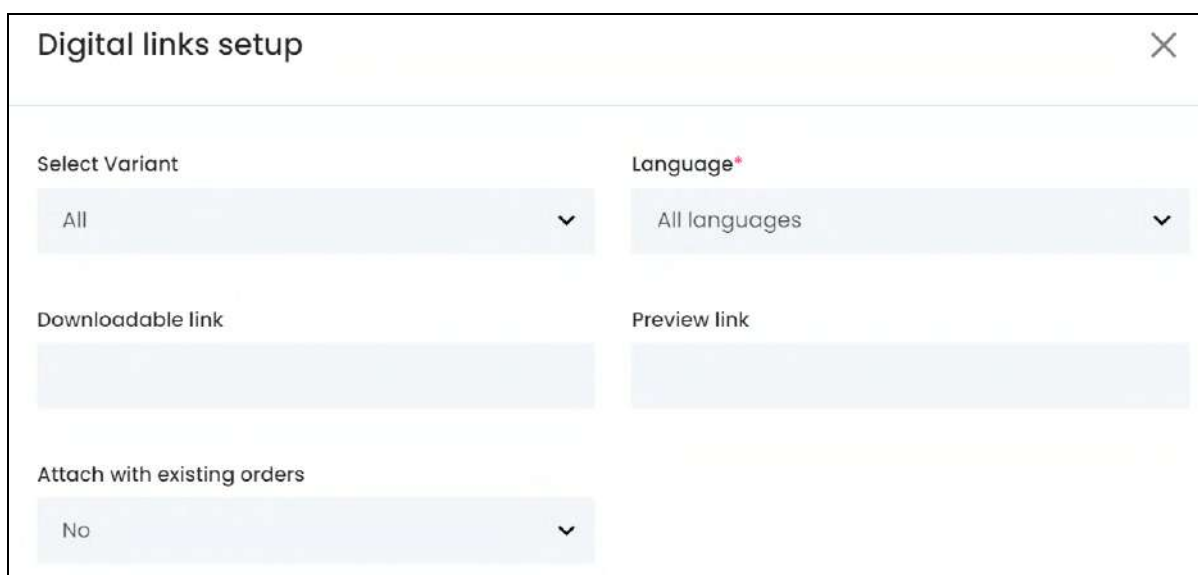 Digital links setup
Select Variant
Language*
All
All languages
Downloadable link
Preview link
Attach with existing orders
No